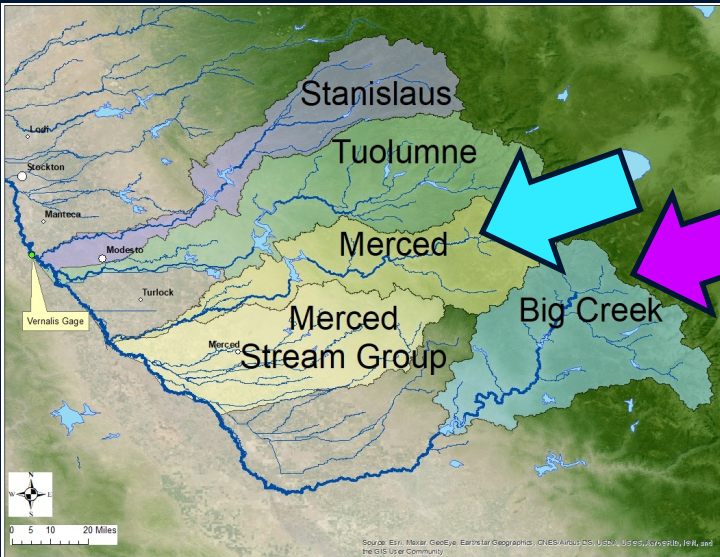 Stanislaus
Lodi
Tuolumne
Stockton
Manteca
Modesto
Merced
Turlock
Vernalis Gage
Big Creek
Merced
Stream Group
Merced
N
W E
S
0 5 10 20 Miles
Source: Esri, Maxar, GeoEye, Earthstar Geographics, CNES/Airbus DS, USDA, USGS, AeroGRID, IGN, and
the GIS User Community